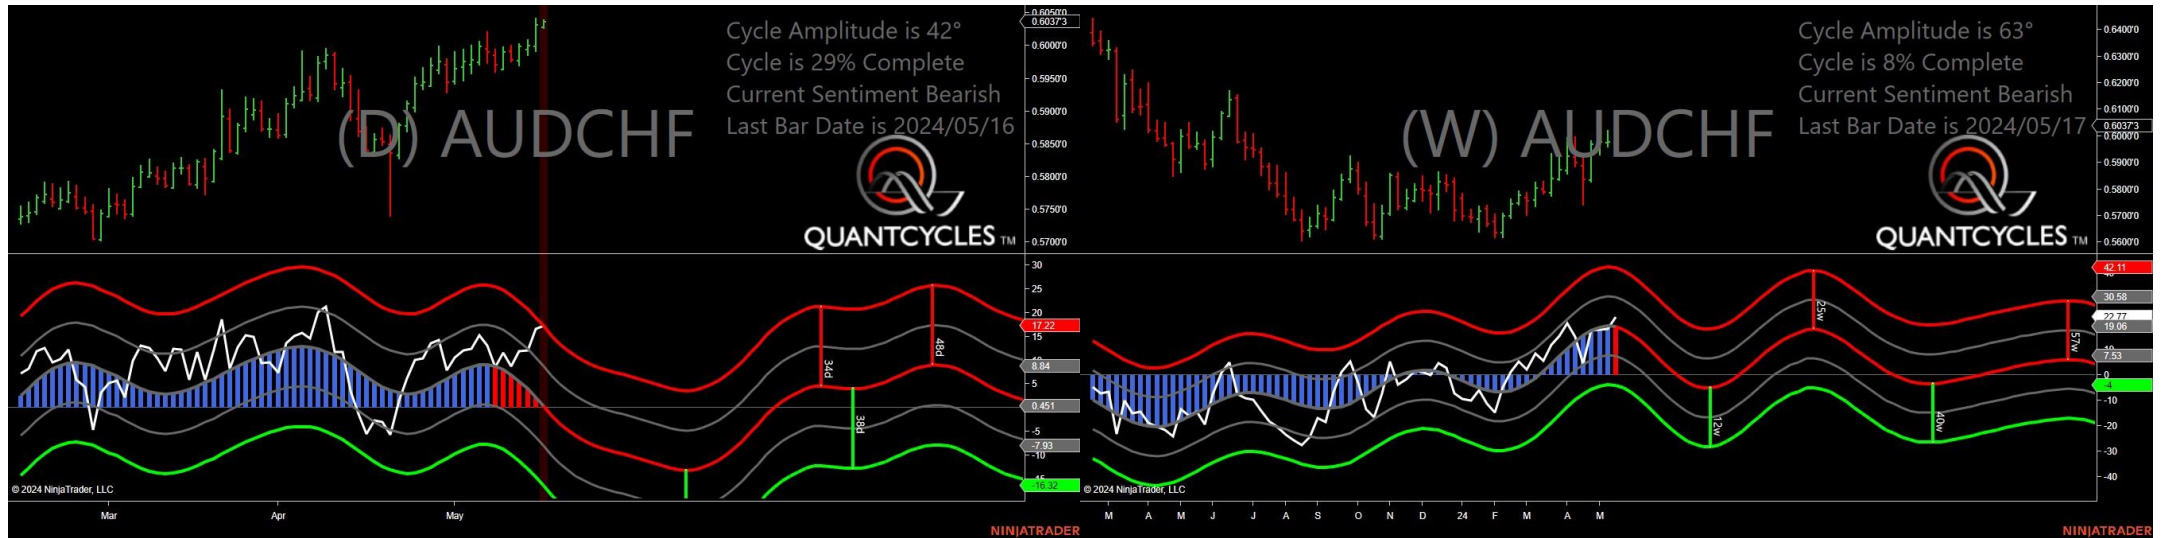 Cycle Amplitude is 42°
Cycle is 29% Complete
Current Sentiment Bearish
Last Bar Date is 2024/05/16
(D) AUDCHF
QUANTCYCLES TM
0.6050'0
0.6037'3
0.6000'0
0.5950'0
0.5900'0
0.5850'0
0.5800'0
0.5750'0
0.5700'0
30
25
20
17.22
15
8.84
5
0.451
-5
-7.93
-10
-16.32
34d
38d
48d
© 2024 NinjaTrader, LLC
Mar Apr May
NINJATRADER
Cycle Amplitude is 63°
Cycle is 8% Complete
Current Sentiment Bearish
Last Bar Date is 2024/05/17
(W) AUDCHF
QUANTCYCLES TM
0.6400'0
0.6300'0
0.6200'0
0.6100'0
0.6037'3
0.6000'0
0.5900'0
0.5800'0
0.5700'0
0.5600'0
42.11
30.58
22.77
19.06
10
7.53
0
-4
-10
-20
-30
-40
12w
25w
40w
57w
© 2024 NinjaTrader, LLC
M A M J J A S O N D 24 F M A M
NINJATRADER